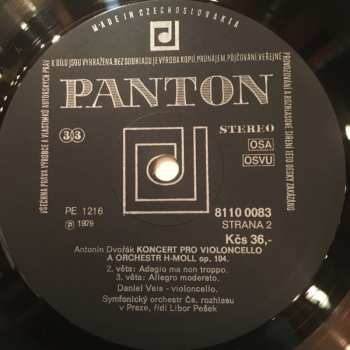 MADE IN CZECHOSLOVAKIA
VŠECHNA PRÁVA VÝROBCE I VLASTNÍKŮ AUTORSKÝCH PRÁV K DÍLU JSOU VYHRAZENA. BEZ SOUHLASU JE VÝROBA KOPIÍ, PRONÁJEM, PŮJČOVÁNÍ, VEŘEJNÉ PROVOZOVÁNÍ A ROZHLASOVÉ ŠÍŘENÍ TÉTO DESKY ZAKÁZÁNO
PANTON
33
STEREO
OSA
OSVU
PE 1216
8110 0083
℗ 1979
STRANA 2
Kčs 36,-
Antonín Dvořák KONCERT PRO VIOLONCELLO
A ORCHESTR H-MOLL op. 104.
2. věta: Adagio ma non troppo.
3. věta: Allegro moderato.
Daniel Veis - violoncello.
Symfonický orchestr Čs. rozhlasu
v Praze, řídí Libor Pešek